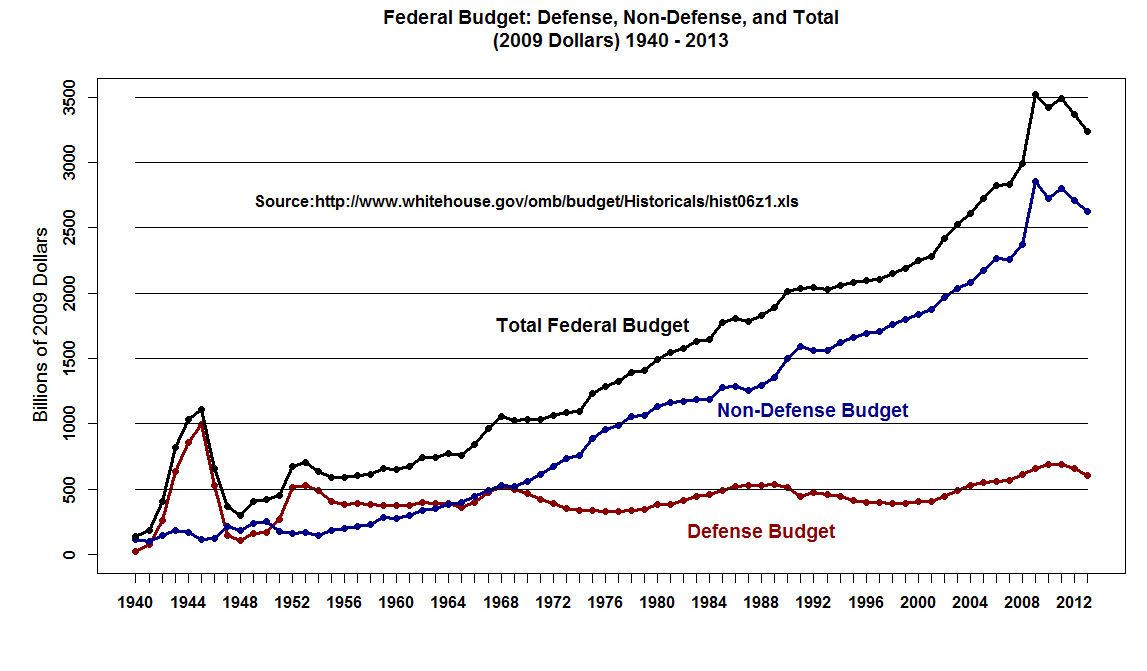 Federal Budget: Defense, Non-Defense, and Total
(2009 Dollars) 1940 - 2013
Billions of 2009 Dollars
3500
3000
2500
2000
1500
1000
500
0
Source:http://www.whitehouse.gov/omb/budget/Historicals/hist06z1.xls
Total Federal Budget
Non-Defense Budget
Defense Budget
1940 1944 1948 1952 1956 1960 1964 1968 1972 1976 1980 1984 1988 1992 1996 2000 2004 2008 2012